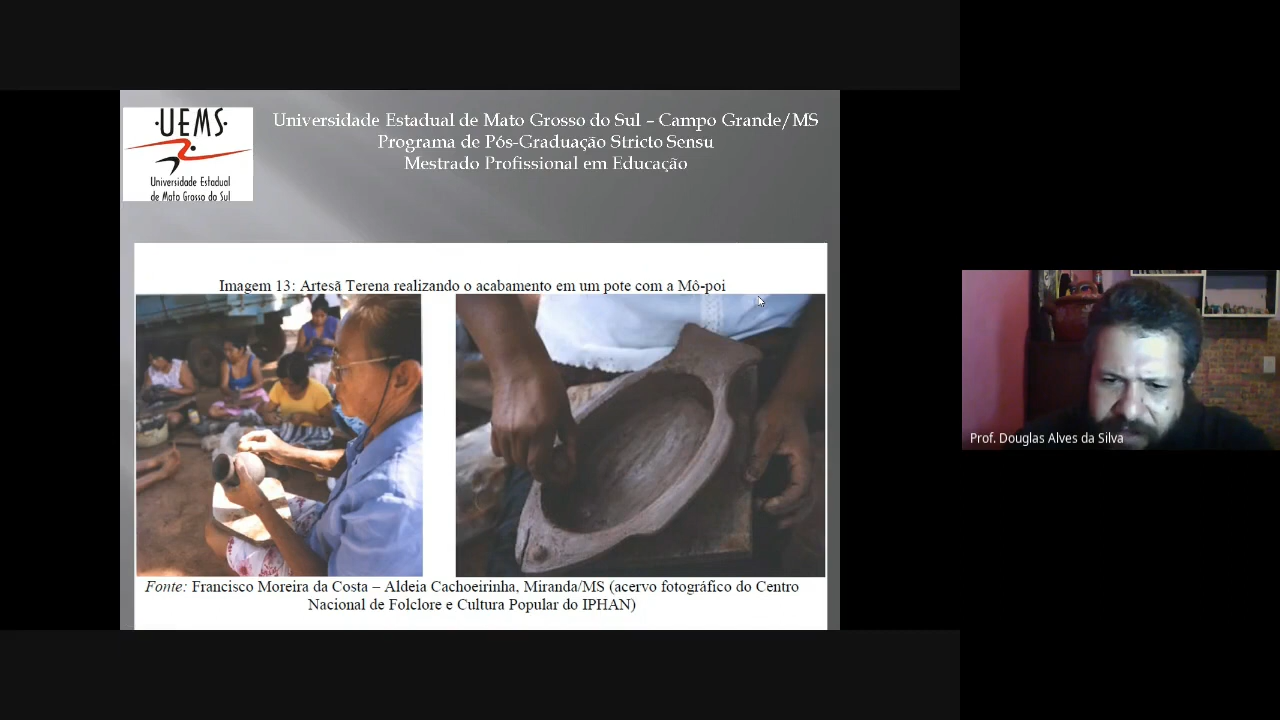 ·UEMS·
Universidade Estadual
de Mato Grosso do Sul
Universidade Estadual de Mato Grosso do Sul – Campo Grande/MS
Programa de Pós-Graduação Stricto Sensu
Mestrado Profissional em Educação
Imagem 13: Artesã Terena realizando o acabamento em um pote com a Mô-poi
Fonte: Francisco Moreira da Costa – Aldeia Cachoeirinha, Miranda/MS (acervo fotográfico do Centro
Nacional de Folclore e Cultura Popular do IPHAN)
Prof. Douglas Alves da Silva